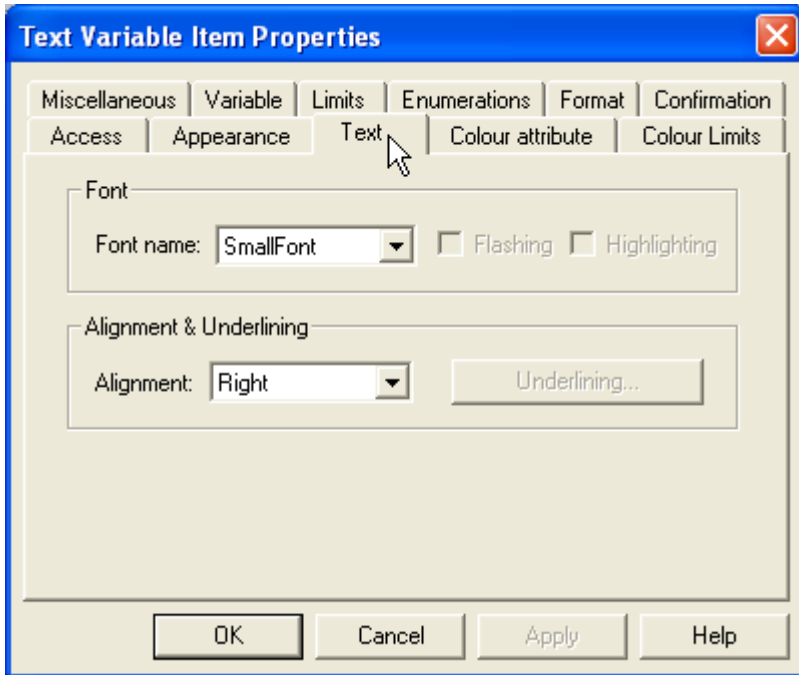 Text Variable Item Properties
Miscellaneous Variable Limits Enumerations Format Confirmation
Access Appearance Text Colour attribute Colour Limits
Font
Font name: SmallFont Flashing Highlighting
Alignment & Underlining
Alignment: Right Underlining...
OK Cancel Apply Help